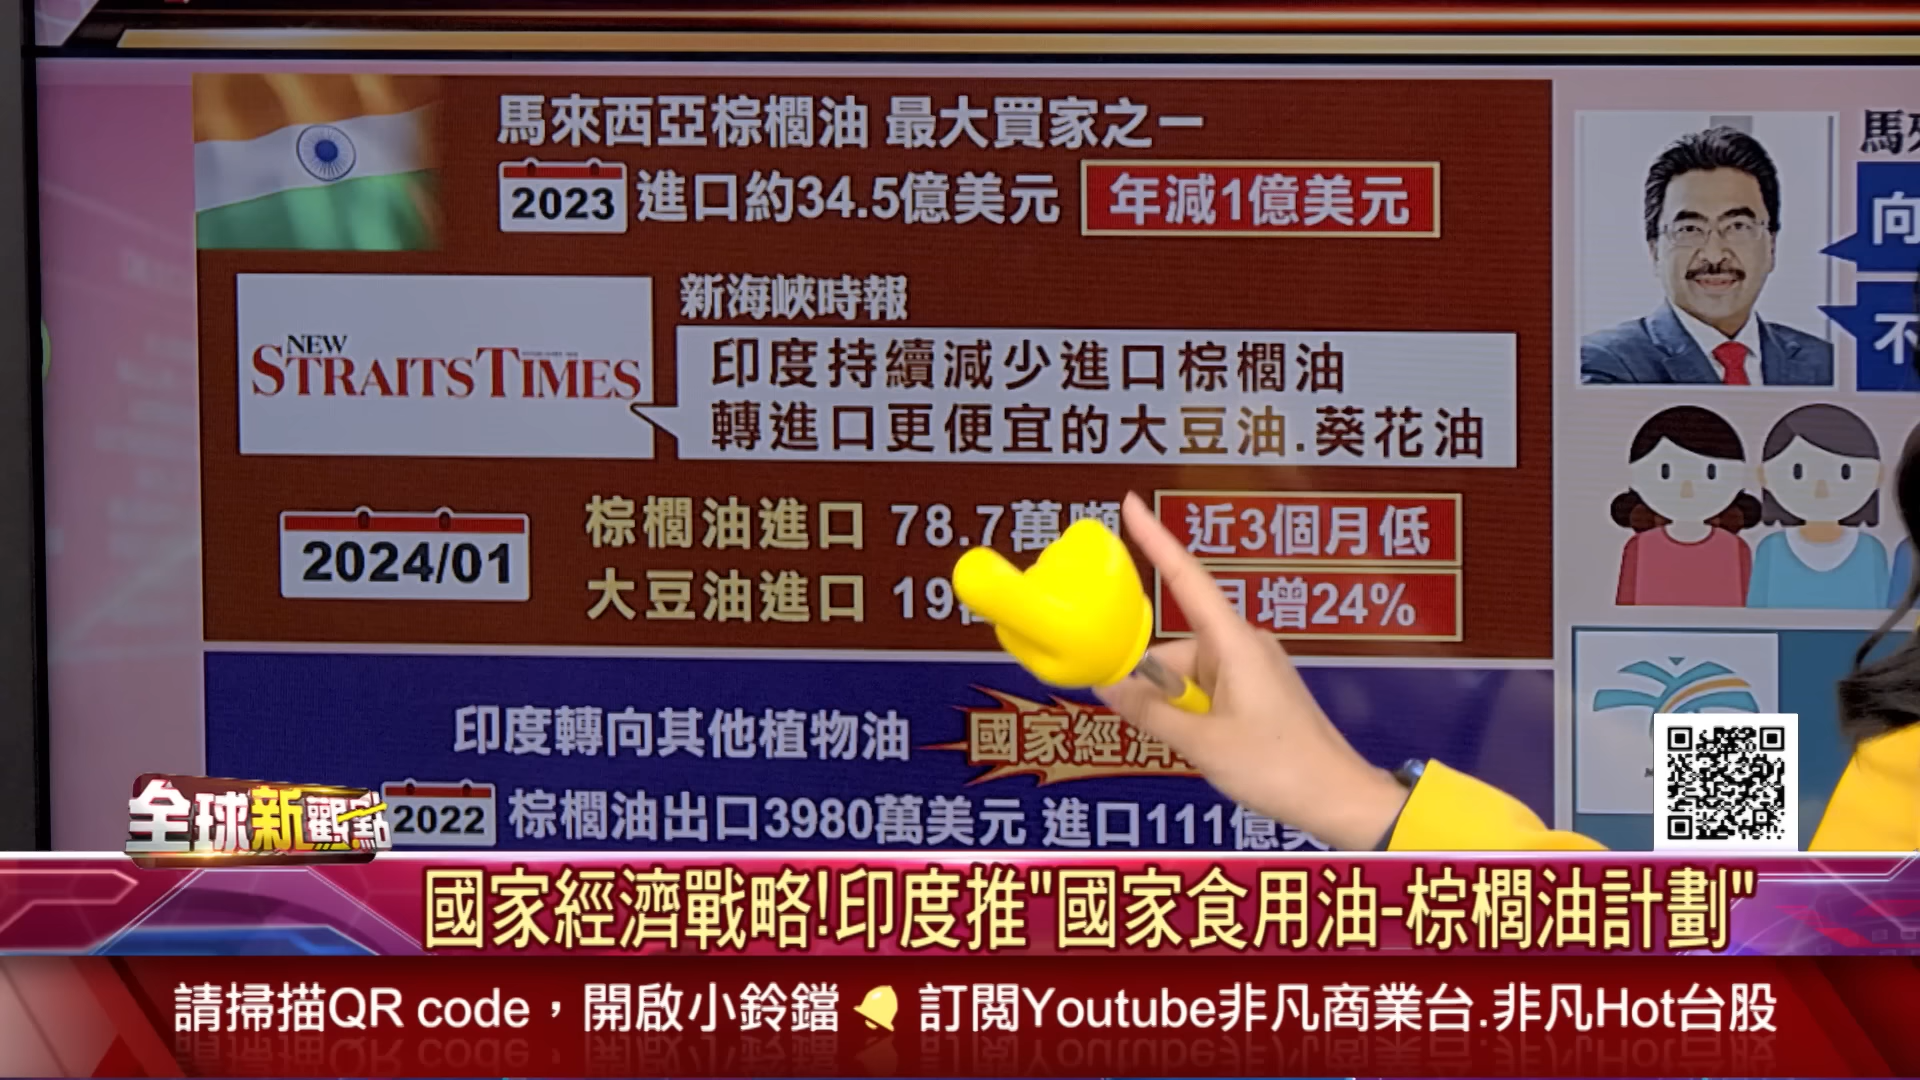 馬來西亞棕櫚油 最大買家之一
2023 進口約34.5億美元 年減1億美元
NEW
STRAITS TIMES
新海峽時報
印度持續減少進口棕櫚油
轉進口更便宜的大豆油.葵花油
2024/01
棕櫚油進口 78.7萬噸 近3個月低
大豆油進口 19 月增24%
印度轉向其他植物油 國家經濟
2022 棕櫚油出口3980萬美元 進口111億美
馬來
向
不
全球新觀點
國家經濟戰略!印度推"國家食用油-棕櫚油計劃"
請掃描QR code，開啟小鈴鐺 訂閱Youtube非凡商業台.非凡Hot台股